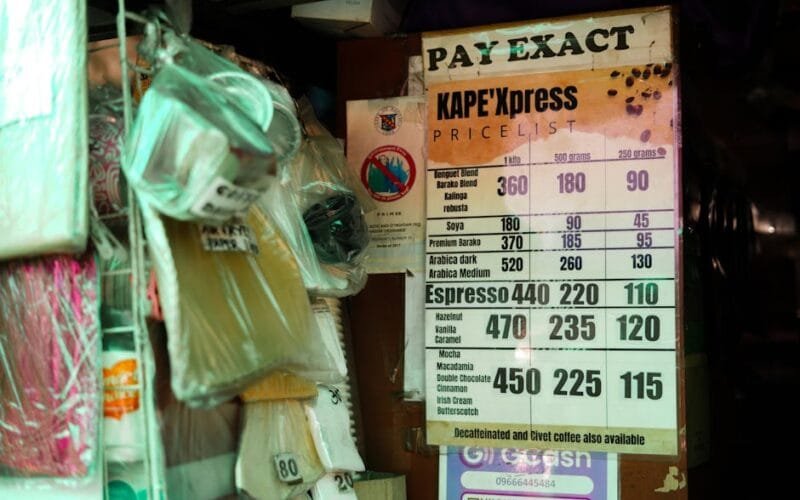 PAY EXACT
KAPE'Xpress
PRICELIST
1 kilo 500 grams 250 grams
Benguet Blend
Barako Blend
Kalinga
robusta
360 180 90
Soya 180 90 45
Premium Barako 370 185 95
Arabica dark
Arabica Medium
520 260 130
Espresso 440 220 110
Hazelnut
Vanilla
Caramel
470 235 120
Mocha
Macadamia
Double Chocolate
Cinnamon
Irish Cream
Butterscotch
450 225 115
Decaffeinated and Civet coffee also available
GCash
09666445484
PAPER
80
20